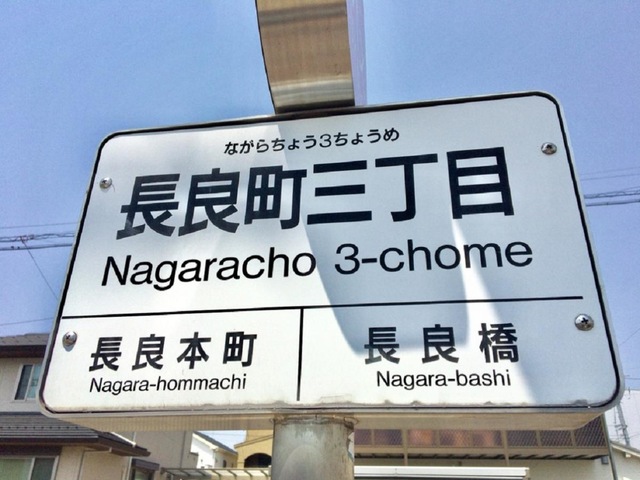 ながらちょう3ちょうめ
長良町三丁目
Nagaracho 3-chome
長良本町
Nagara-hommachi
長良橋
Nagara-bashi